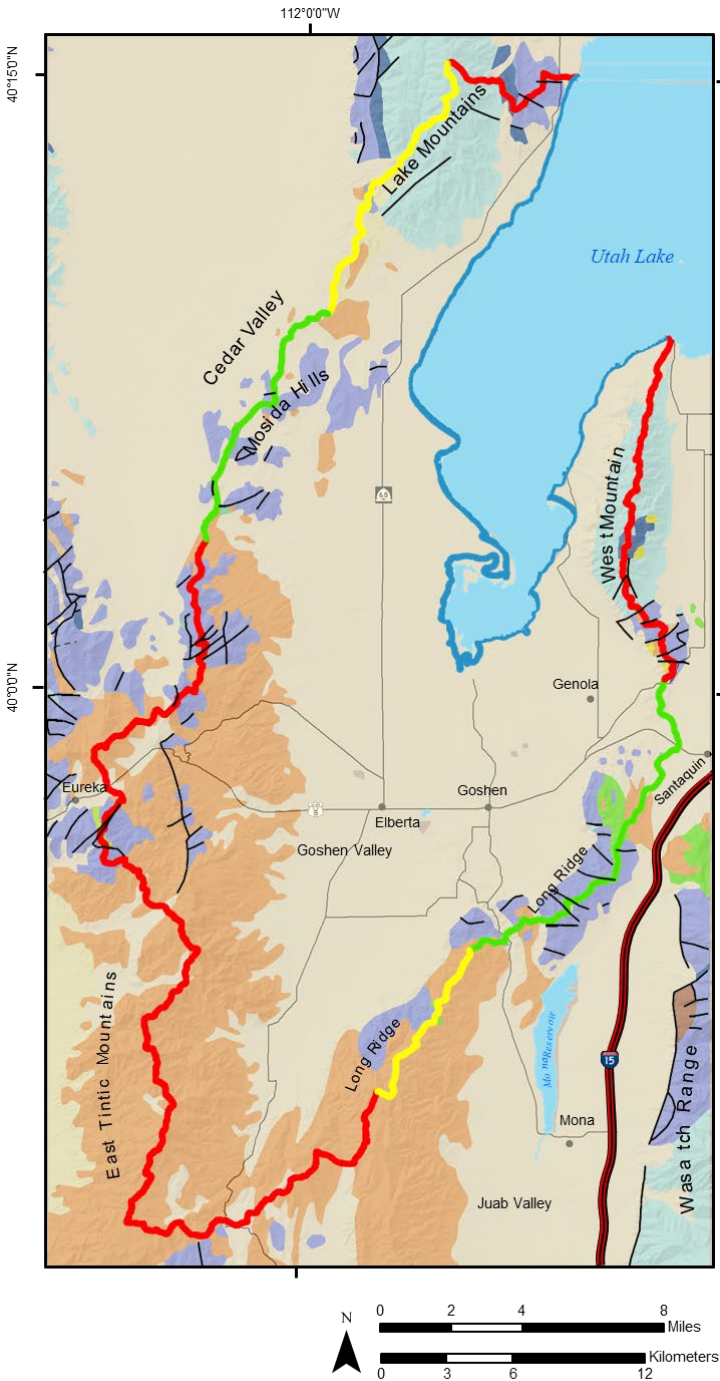 112°0'0"W
40°15'0"N
Lake Mountains
Utah Lake
Cedar Valley
Mosida Hills
68
West Mountain
40°0'0"N
Genola
Eureka
Santaquin
Goshen
Elberta
Goshen Valley
Long Ridge
East Tintic Mountains
Long Ridge
Mona Reservoir
15
Mona
Wasatch Range
Juab Valley
N
0 2 4 8
Miles
Kilometers
0 3 6 12